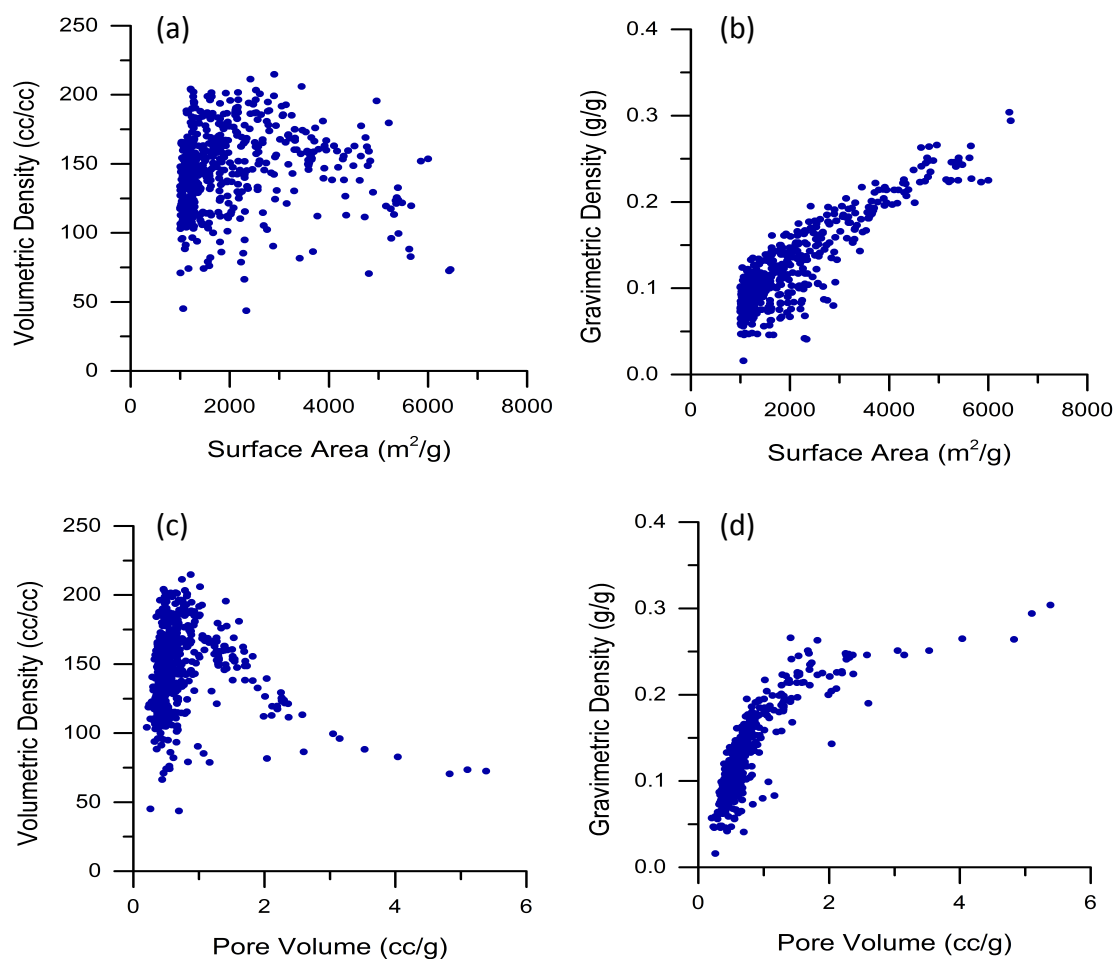 (a)
250
200
150
100
50
0
0 2000 4000 6000 8000
Volumetric Density (cc/cc)
Surface Area (m²/g)
(b)
0.4
0.3
0.2
0.1
0.0
0 2000 4000 6000 8000
Gravimetric Density (g/g)
Surface Area (m²/g)
(c)
250
200
150
100
50
0
0 2 4 6
Volumetric Density (cc/cc)
Pore Volume (cc/g)
(d)
0.4
0.3
0.2
0.1
0.0
0 2 4 6
Gravimetric Density (g/g)
Pore Volume (cc/g)